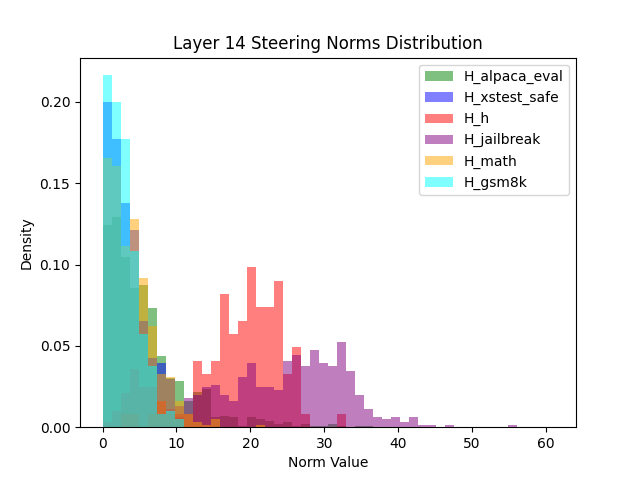 Layer 14 Steering Norms Distribution
H_alpaca_eval
H_xstest_safe
H_h
H_jailbreak
H_math
H_gsm8k
Density
0.20
0.15
0.10
0.05
0.00
0
10
20
30
40
50
60
Norm Value